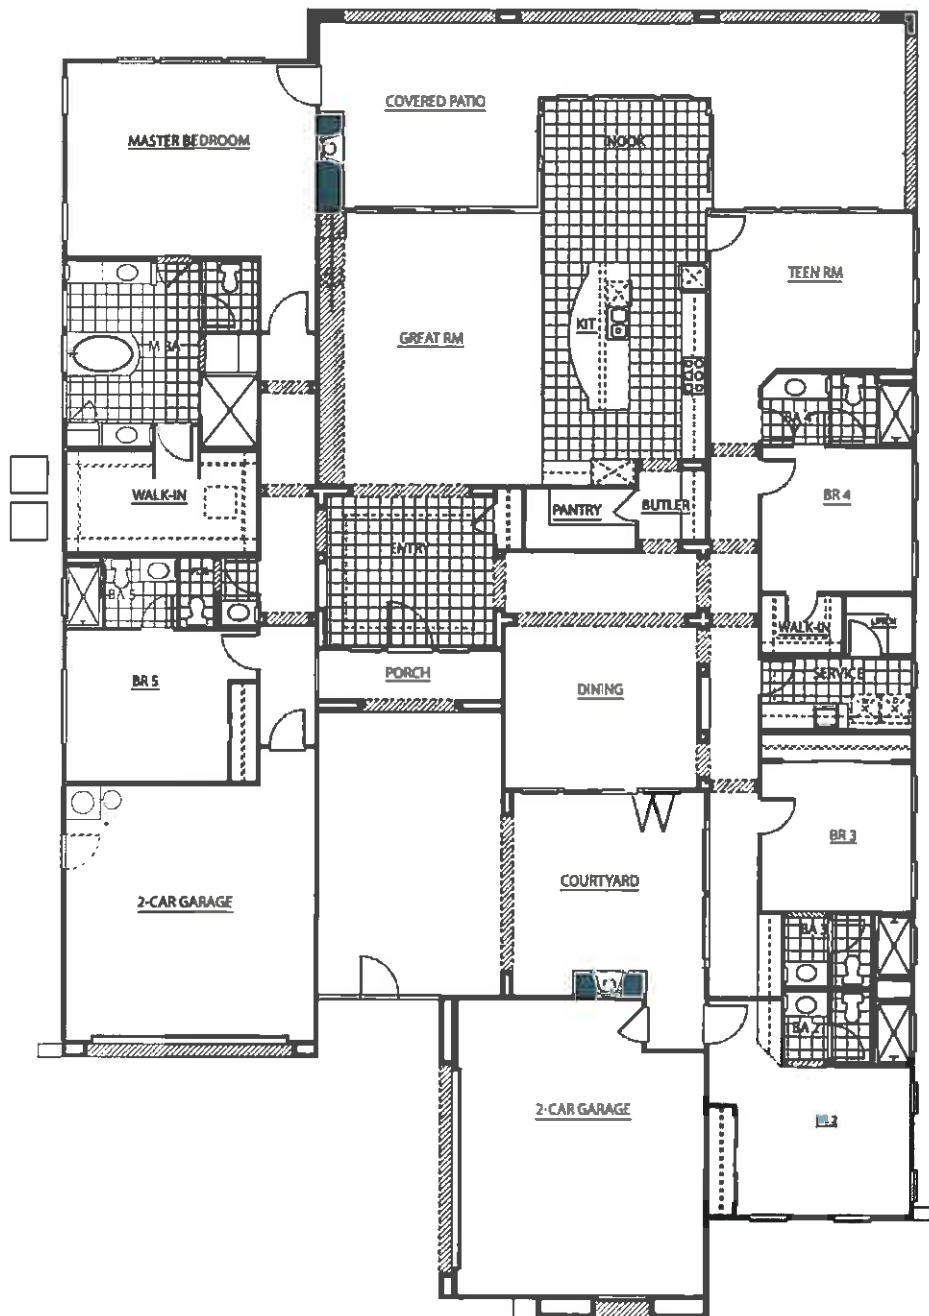 COVERED PATIO
MASTER BEDROOM
NOOK
TEEN RM
KIT
GREAT RM
M BA
BA 4
WALK-IN
BR 4
PANTRY
BUTLER
ENTRY
BA 5
WALK-IN
SERVICE
PORCH
BR 5
DINING
BR 3
COURTYARD
2-CAR GARAGE
BA 3
BA 2
2-CAR GARAGE